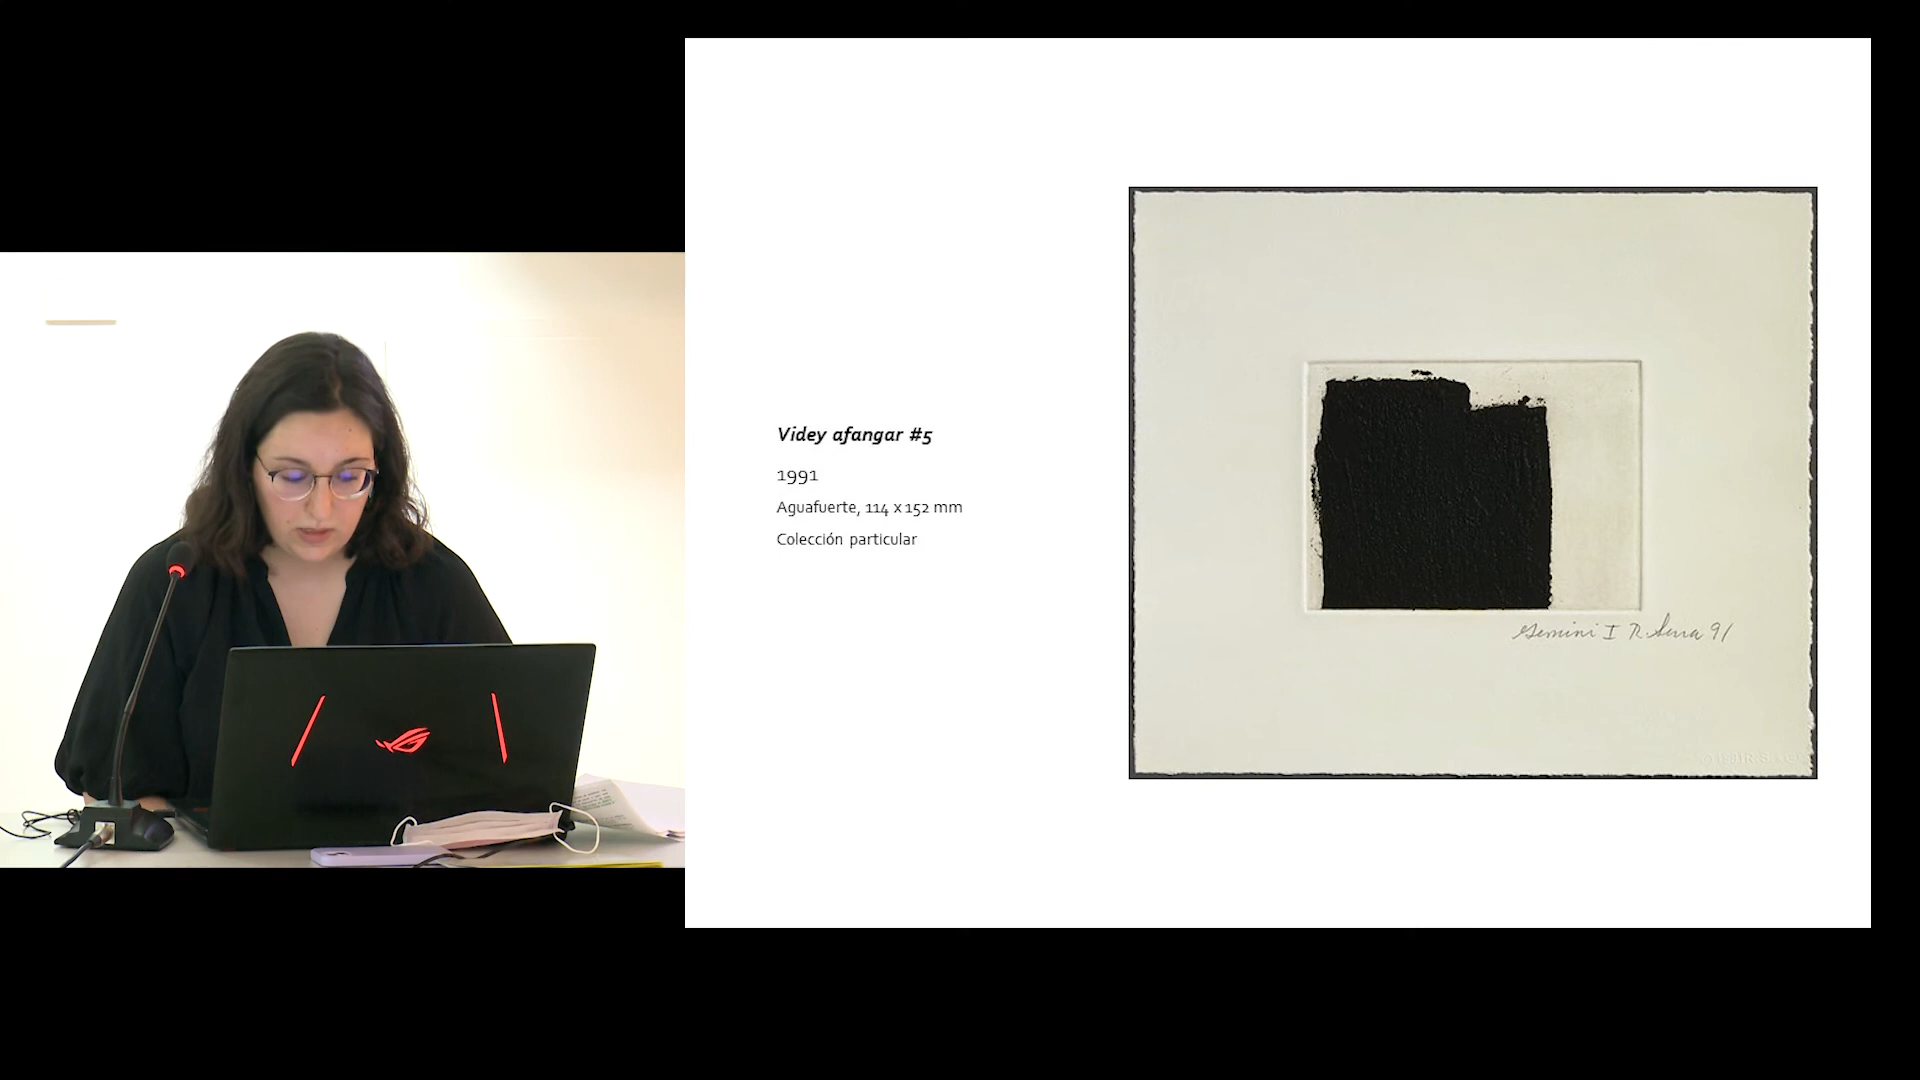 Videy afangar #5
1991
Aguafuerte, 114 x 152 mm
Colección particular
Gemini I R. Serra 91